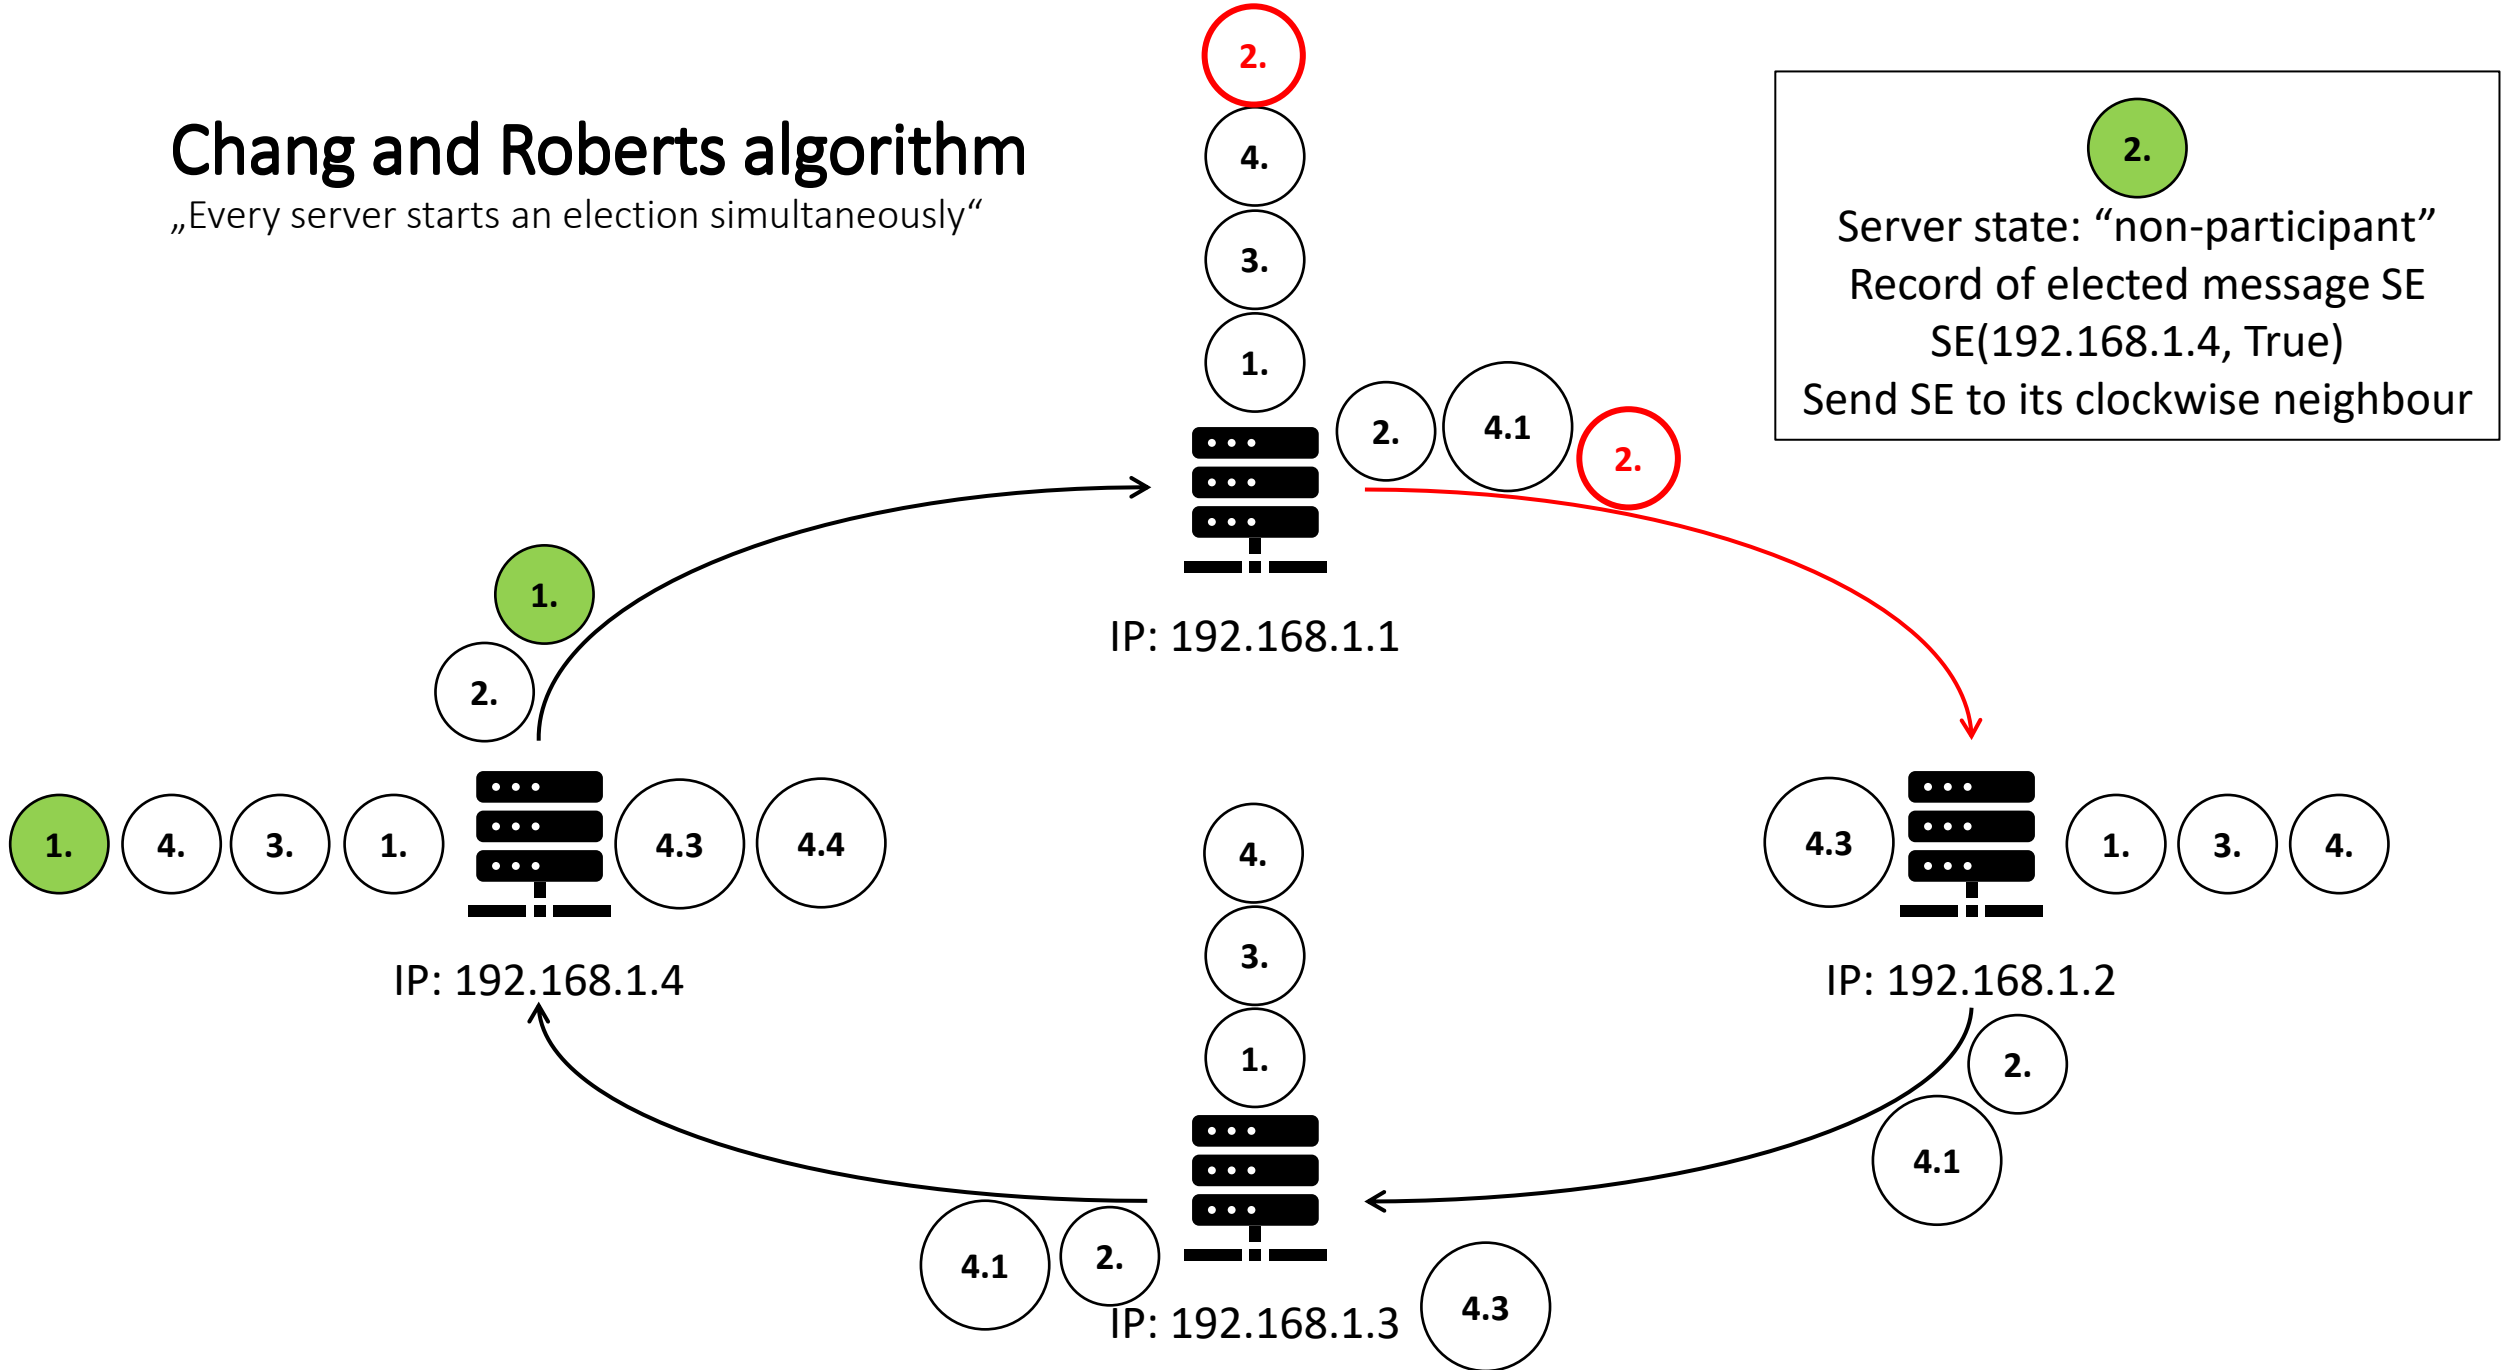 2.
Chang and Roberts algorithm
„Every server starts an election simultaneously“
4.
3.
1.
2.
Server state: “non-participant”
Record of elected message SE
SE(192.168.1.4, True)
Send SE to its clockwise neighbour
2.
4.1
2.
IP: 192.168.1.1
1.
2.
1.
4.
3.
1.
4.3
4.4
IP: 192.168.1.4
4.
3.
1.
4.3
1.
3.
4.
IP: 192.168.1.2
2.
4.1
4.1
2.
IP: 192.168.1.3
4.3